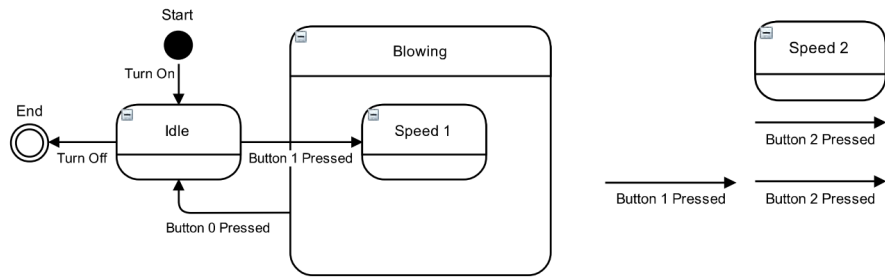 Start
Turn On
End
Idle
Turn Off
Button 1 Pressed
Button 0 Pressed
Blowing
Speed 1
Speed 2
Button 2 Pressed
Button 1 Pressed
Button 2 Pressed